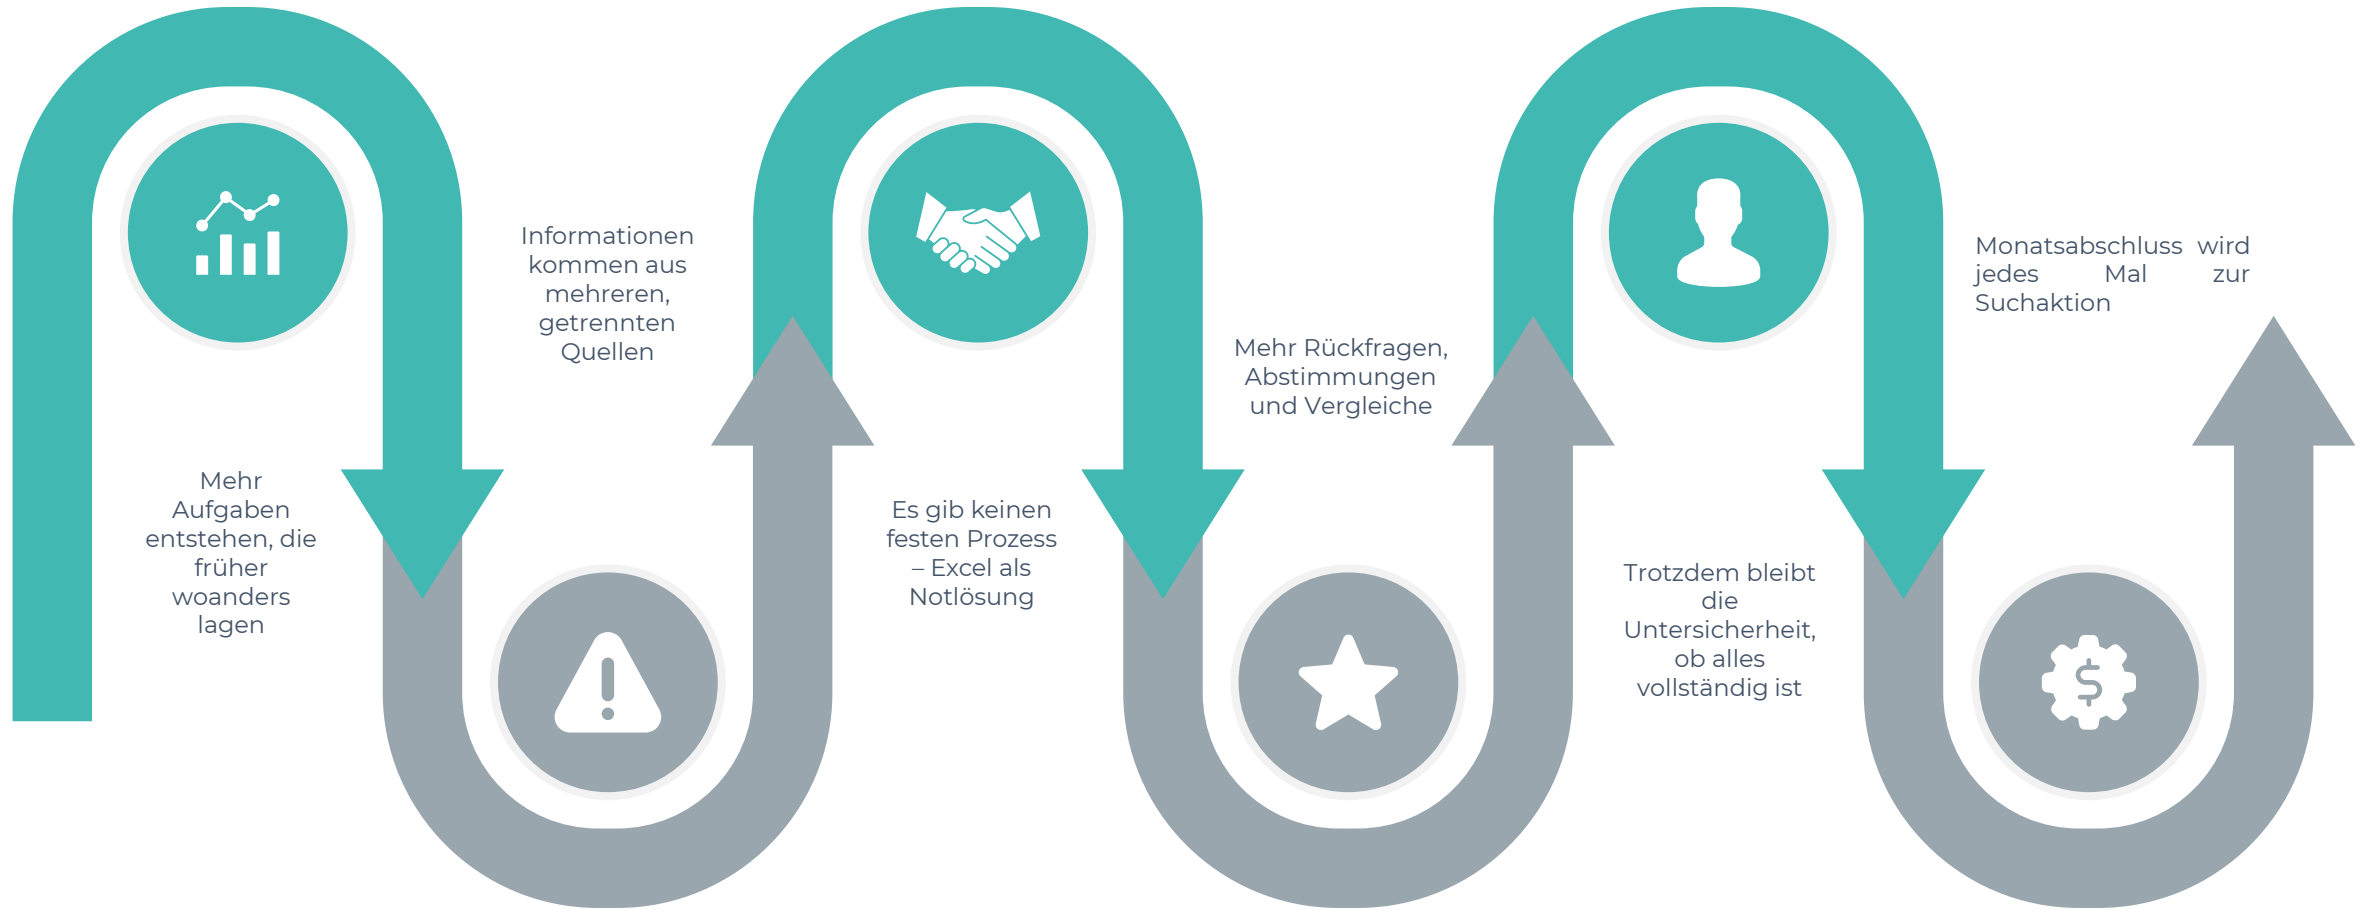 Mehr
Aufgaben
entstehen, die
früher
woanders
lagen
Informationen
kommen aus
mehreren,
getrennten
Quellen
Es gib keinen
festen Prozess
– Excel als
Notlösung
Mehr Rückfragen,
Abstimmungen
und Vergleiche
Trotzdem bleibt
die
Untersicherheit,
ob alles
vollständig ist
Monatsabschluss wird
jedes Mal zur
Suchaktion
$